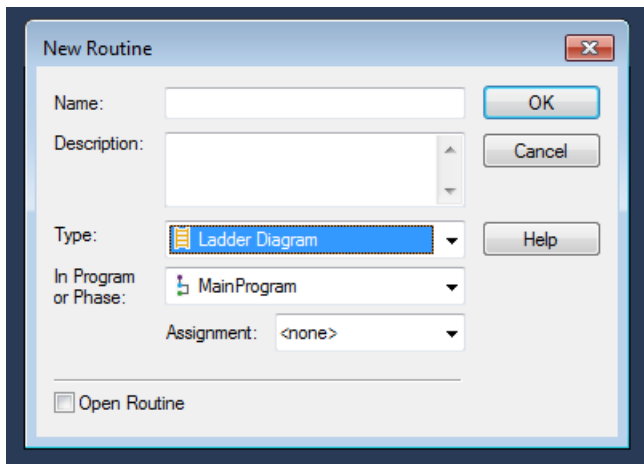 New Routine
Name:
OK
Description:
Cancel
Type:
Ladder Diagram
Help
In Program
or Phase:
MainProgram
Assignment:
<none>
Open Routine